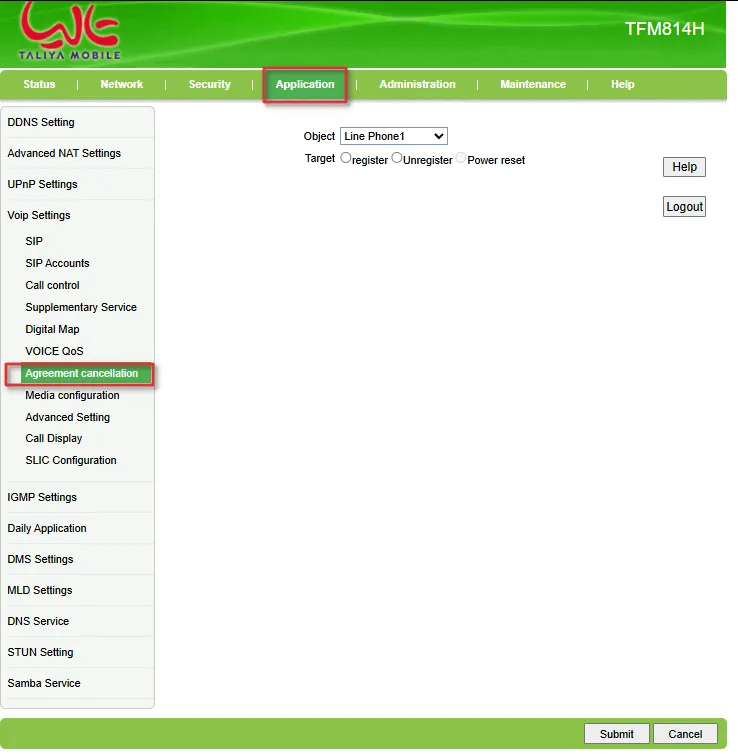 TALIYA MOBILE
TFM814H
Status | Network | Security | Application | Administration | Maintenance | Help
DDNS Setting
Advanced NAT Settings
UPnP Settings
Voip Settings
SIP
SIP Accounts
Call control
Supplementary Service
Digital Map
VOICE QoS
Agreement cancellation
Media configuration
Advanced Setting
Call Display
SLIC Configuration
IGMP Settings
Daily Application
DMS Settings
MLD Settings
DNS Service
STUN Setting
Samba Service
Object Line Phone1
Target register Unregister Power reset
Help
Logout
Submit Cancel